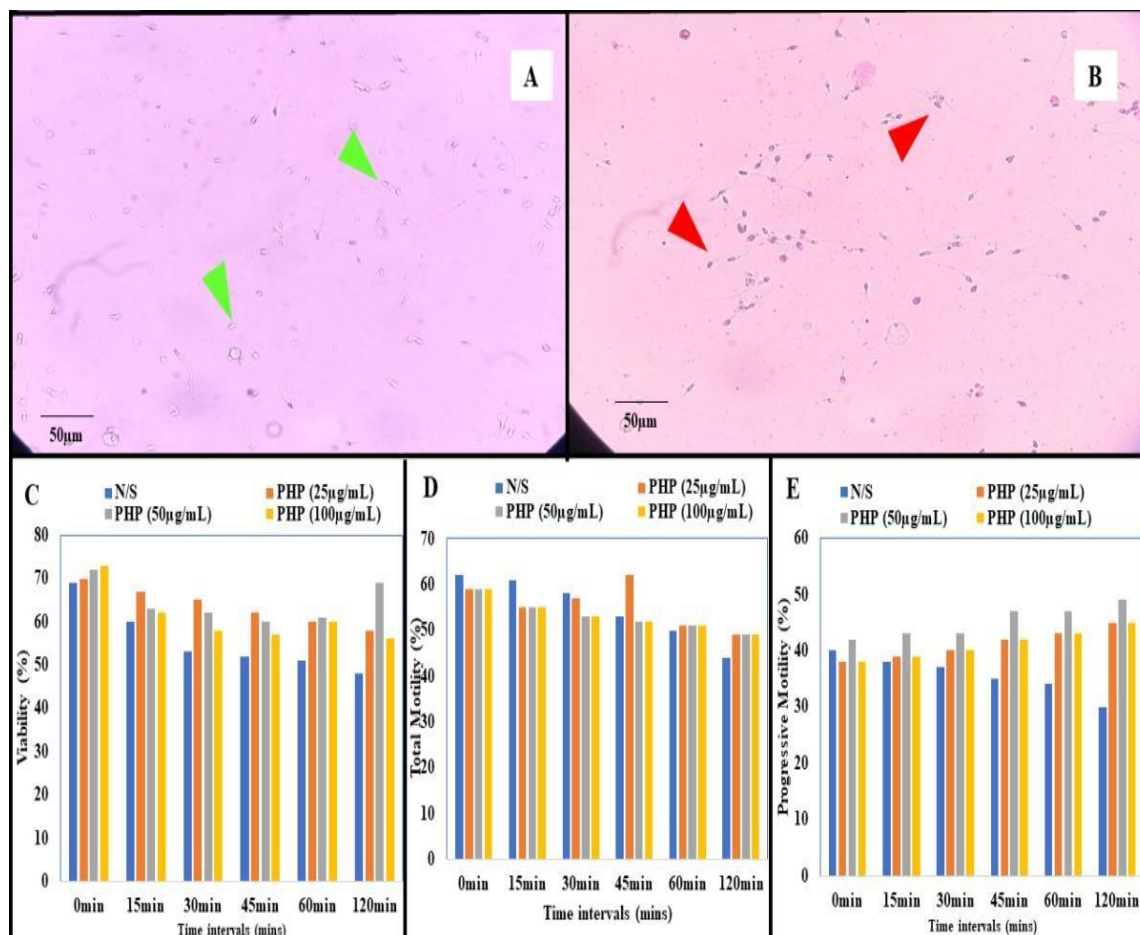 A
B
50µm
50µm
C
N/S
PHP (25µg/mL)
PHP (50µg/mL)
PHP (100µg/mL)
Viability (%)
80
70
60
50
40
30
20
10
0
0min 15min 30min 45min 60min 120min
Time intervals (mins)
D
N/S
PHP (25µg/mL)
PHP (50µg/mL)
PHP (100µg/mL)
Total Motility (%)
70
60
50
40
30
20
10
0
0min 15min 30min 45min 60min 120min
Time intervals (mins)
E
N/S
PHP (25µg/mL)
PHP (50µg/mL)
PHP (100µg/mL)
Progressive Motility (%)
60
50
40
30
20
10
0
0min 15min 30min 45min 60min 120min
Time intervals (mins)